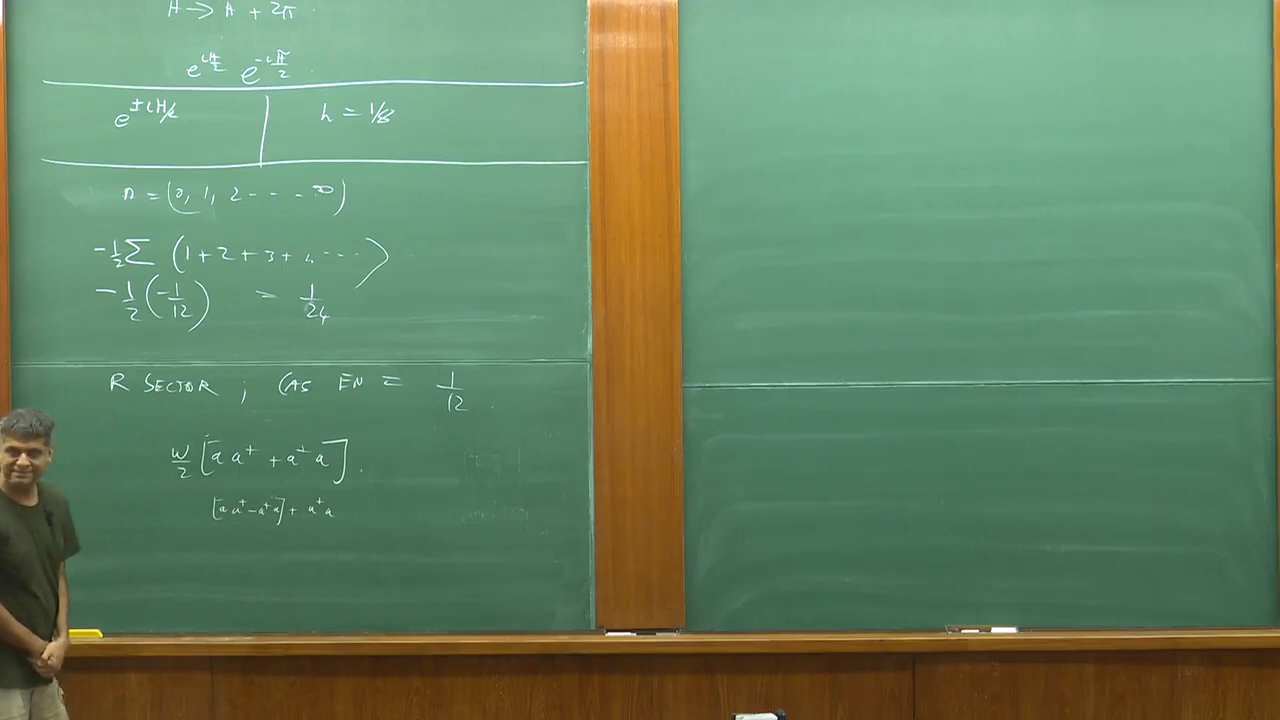 H → H + 2π
e^{iH/2} e^{-iH̄/2}
e^{±iH/2} | h = 1/8
n = (0, 1, 2 - - - - ∞)
-1/2 Σ (1 + 2 + 3 + 4 ....)
-1/2 (-1/12) = 1/24
R SECTOR ; CAS EN = 1/12
ω/2 [a a⁺ + a⁺ a] .
[a a⁺ - a⁺ a] + a⁺ a